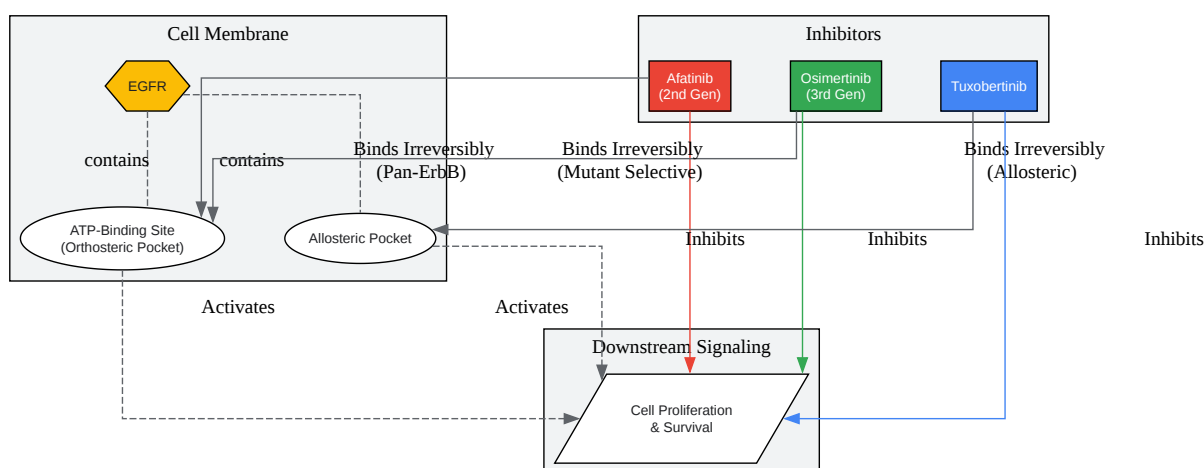 Cell Membrane
Inhibitors
EGFR
Afatinib
(2nd Gen)
Osimertinib
(3rd Gen)
Tuxobertinib
contains
contains
Binds Irreversibly
(Pan-ErbB)
Binds Irreversibly
(Mutant Selective)
Binds Irreversibly
(Allosteric)
ATP-Binding Site
(Orthosteric Pocket)
Allosteric Pocket
Inhibits
Inhibits
Inhibits
Activates
Activates
Downstream Signaling
Cell Proliferation
& Survival